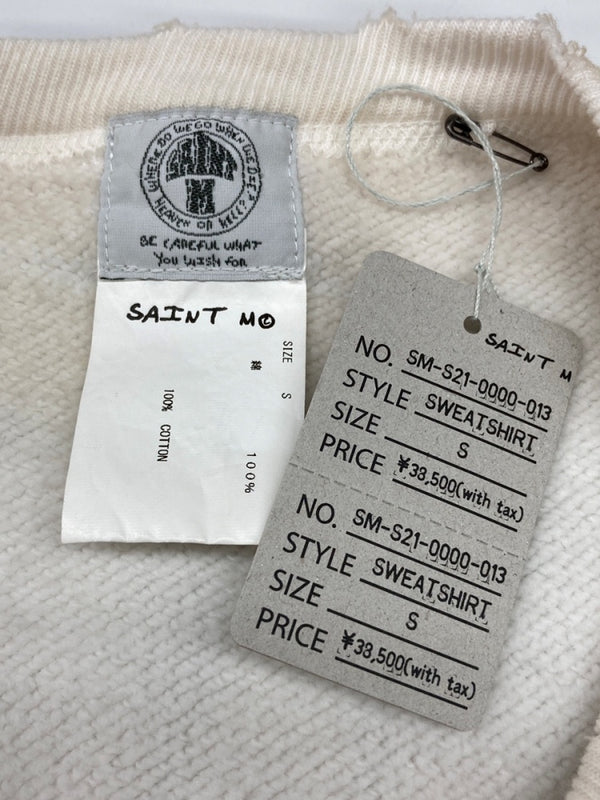 WHERE DO WE GO WHEN WE DIE?
HEAVEN OR HELL?
SAINT
M
BE CAREFUL WHAT
YOU WISH FOR
SAINT M
SIZE S
綿 100%
100% COTTON
SAINT M
NO. SM-S21-0000-013
STYLE SWEATSHIRT
SIZE S
PRICE ¥38,500(with tax)
NO. SM-S21-0000-013
STYLE SWEATSHIRT
SIZE S
PRICE ¥38,500(with tax)